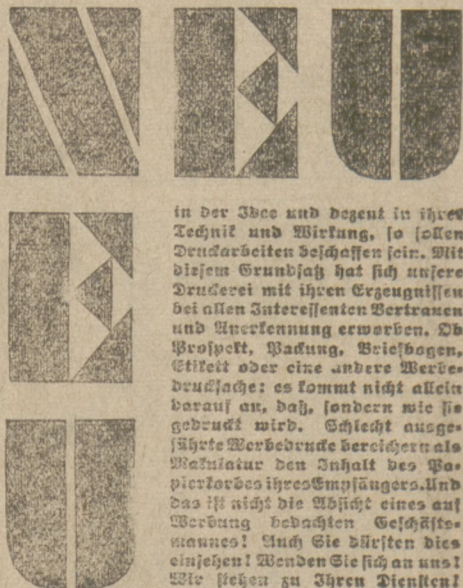 NEU
E
U
in der Idee und dezent in ihrer
Technik und Wirkung, so sollen
Druckarbeiten beschaffen sein. Mit
diesem Grundsatz hat sich unsere
Druckerei mit ihren Erzeugnissen
bei allen Interessenten Vertrauen
und Anerkennung erworben. Ob
Prospekt, Packung, Briefbogen,
Etikett oder eine andere Werbe-
drucksache: es kommt nicht allein
darauf an, daß, sondern wie sie
gedruckt wird. Schlecht ausge-
führte Werbedrucke bereichern als
Makulatur den Inhalt des Pa-
pierkorbes ihres Empfängers. Und
das ist nicht die Absicht eines auf
Werbung bedachten Geschäfts-
mannes! Auch Sie dürften dies
einsehen! Wenden Sie sich an uns!
Wir stehen zu Ihren Diensten!